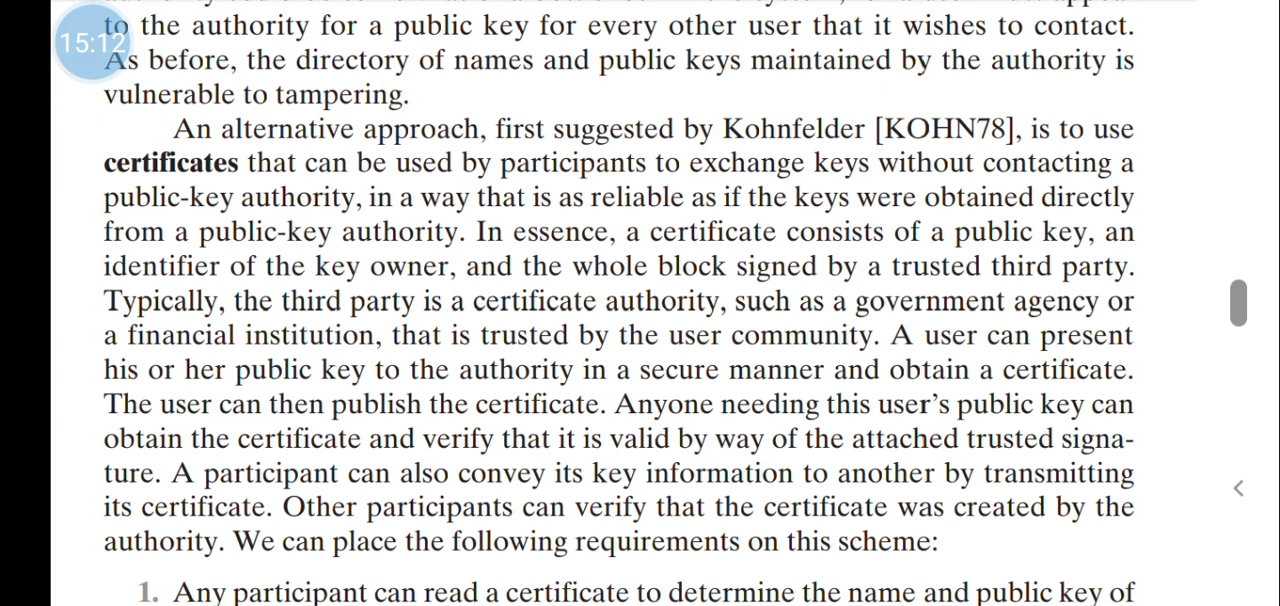 to the authority for a public key for every other user that it wishes to contact.
15:12
As before, the directory of names and public keys maintained by the authority is
vulnerable to tampering.
An alternative approach, first suggested by Kohnfelder [KOHN78], is to use
certificates that can be used by participants to exchange keys without contacting a
public-key authority, in a way that is as reliable as if the keys were obtained directly
from a public-key authority. In essence, a certificate consists of a public key, an
identifier of the key owner, and the whole block signed by a trusted third party.
Typically, the third party is a certificate authority, such as a government agency or
a financial institution, that is trusted by the user community. A user can present
his or her public key to the authority in a secure manner and obtain a certificate.
The user can then publish the certificate. Anyone needing this user's public key can
obtain the certificate and verify that it is valid by way of the attached trusted signa-
ture. A participant can also convey its key information to another by transmitting
its certificate. Other participants can verify that the certificate was created by the
authority. We can place the following requirements on this scheme:
1. Any participant can read a certificate to determine the name and public key of